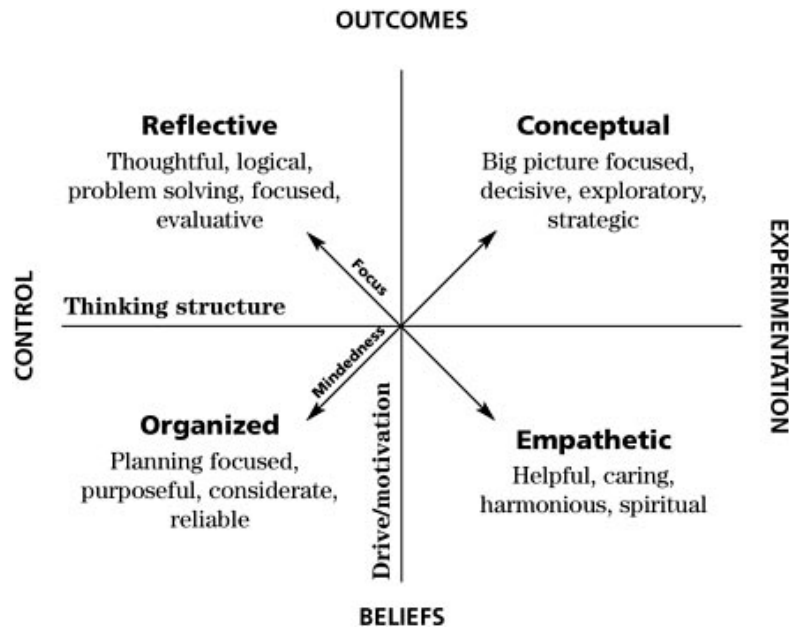 OUTCOMES
Reflective
Thoughtful, logical,
problem solving, focused,
evaluative
Conceptual
Big picture focused,
decisive, exploratory,
strategic
Focus
CONTROL
Thinking structure
EXPERIMENTATION
Mindedness
Organized
Planning focused,
purposeful, considerate,
reliable
Drive/motivation
Empathetic
Helpful, caring,
harmonious, spiritual
BELIEFS